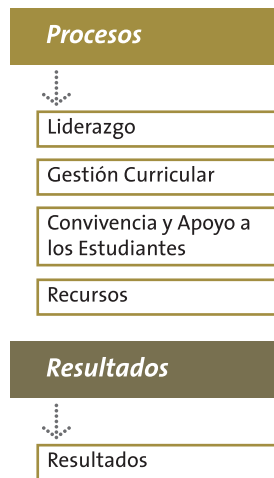 Procesos
Liderazgo
Gestión Curricular
Convivencia y Apoyo a
los Estudiantes
Recursos
Resultados
Resultados